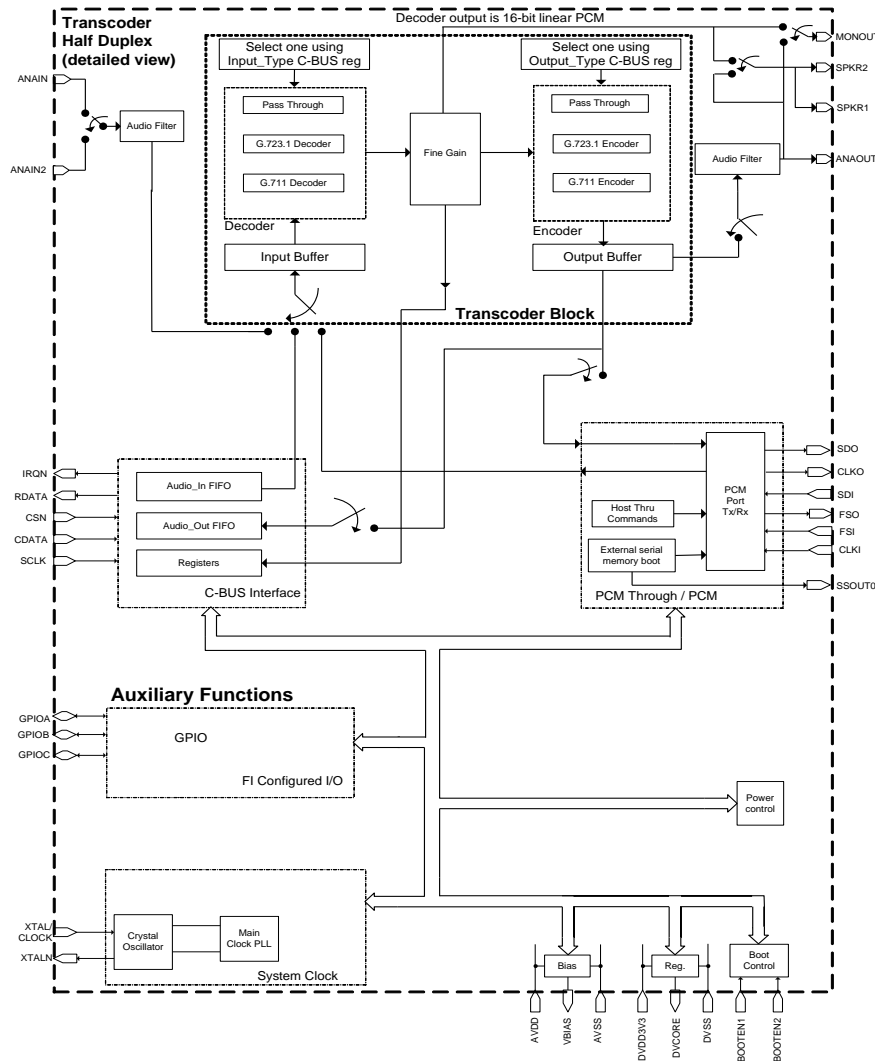 Transcoder
Half Duplex
(detailed view)
Decoder output is 16-bit linear PCM
Select one using
Input_Type C-BUS reg
Select one using
Output_Type C-BUS reg
MONOUT
SPKR2
SPKR1
ANAOUT
ANAIN
ANAIN2
Audio Filter
Pass Through
G.723.1 Decoder
G.711 Decoder
Decoder
Input Buffer
Fine Gain
Pass Through
G.723.1 Encoder
G.711 Encoder
Encoder
Output Buffer
Audio Filter
Transcoder Block
IRQN
RDATA
CSN
CDATA
SCLK
Audio_In FIFO
Audio_Out FIFO
Registers
C-BUS Interface
Host Thru
Commands
External serial
memory boot
PCM
Port
Tx/Rx
PCM Through / PCM
SDO
CLKO
SDI
FSO
FSI
CLKI
SSOUT0
Auxiliary Functions
GPIOA
GPIOB
GPIOC
GPIO
FI Configured I/O
Power
control
XTAL/
CLOCK
XTALN
Crystal
Oscillator
Main
Clock PLL
System Clock
Bias
Reg.
Boot
Control
AVDD
VBIAS
AVSS
DVDD3V3
DVCORE
DVSS
BOOTEN1
BOOTEN2